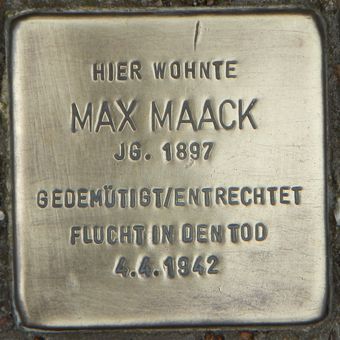 HIER WOHNTE
MAX MAACK
JG. 1897
GEDEMÜTIGT/ENTRECHTET
FLUCHT IN DEN TOD
4.4.1942